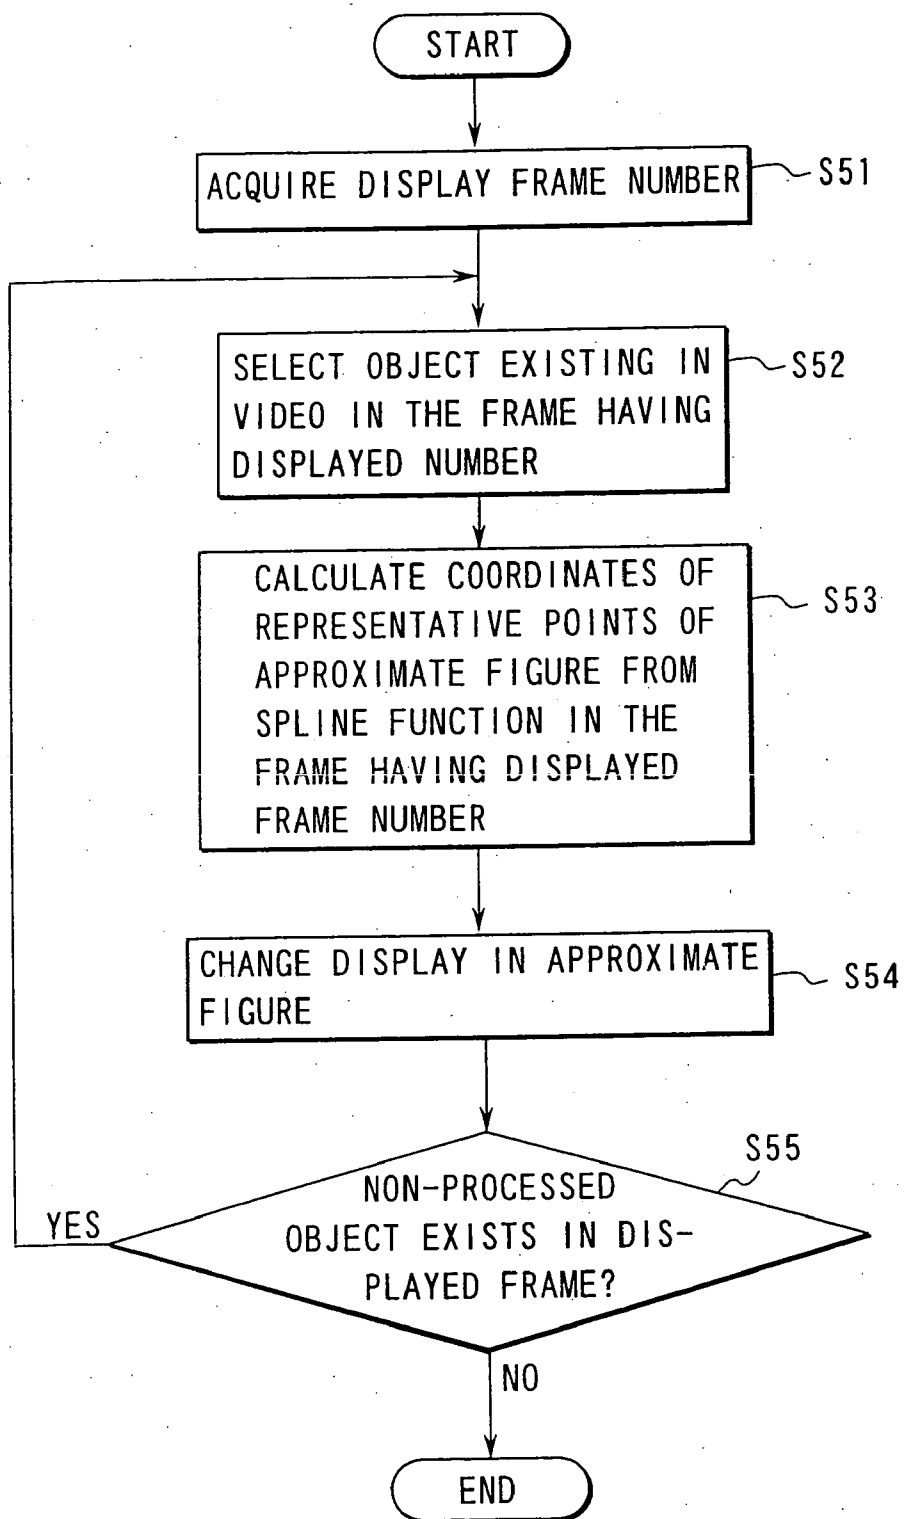 START
ACQUIRE DISPLAY FRAME NUMBER
S51
SELECT OBJECT EXISTING IN
VIDEO IN THE FRAME HAVING
DISPLAYED NUMBER
S52
CALCULATE COORDINATES OF
REPRESENTATIVE POINTS OF
APPROXIMATE FIGURE FROM
SPLINE FUNCTION IN THE
FRAME HAVING DISPLAYED
FRAME NUMBER
S53
CHANGE DISPLAY IN APPROXIMATE
FIGURE
S54
S55
NON-PROCESSED
OBJECT EXISTS IN DIS-
PLAYED FRAME?
YES
NO
END